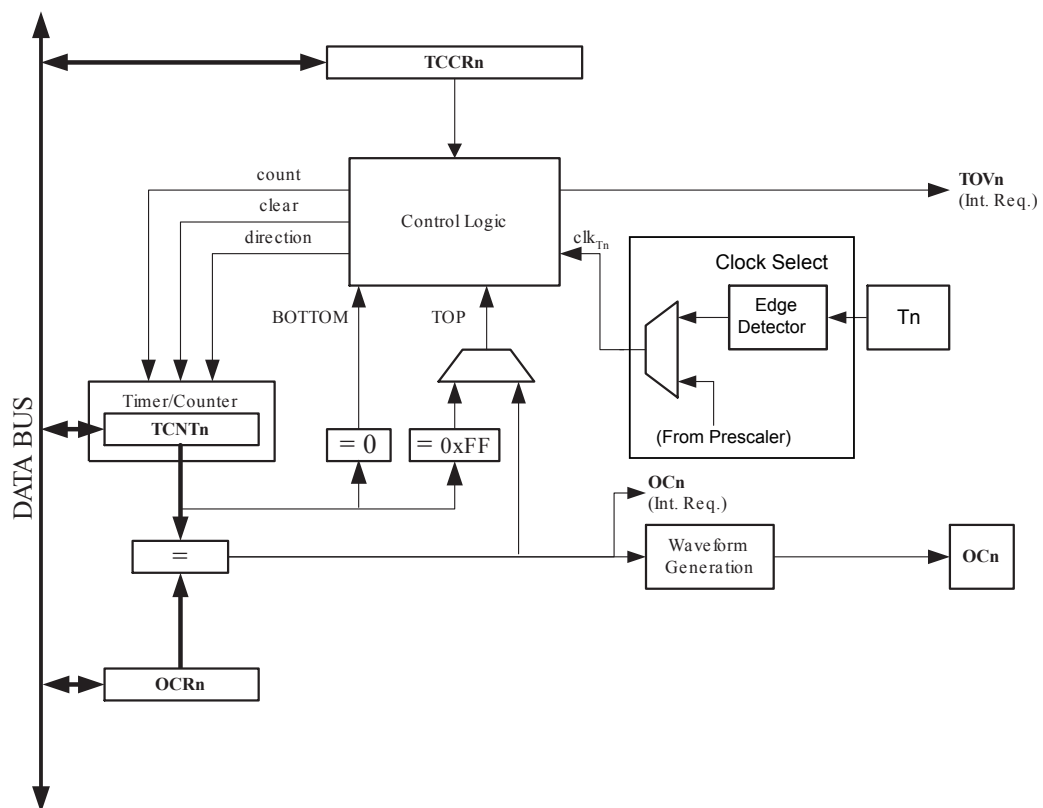 TCCRn
count
clear
direction
Control Logic
TOVn
(Int. Req.)
clkTn
Clock Select
Edge
Detector
Tn
BOTTOM
TOP
(From Prescaler)
Timer/Counter
TCNTn
= 0
= 0xFF
DATA BUS
OCn
(Int. Req.)
=
Waveform
Generation
OCn
OCRn